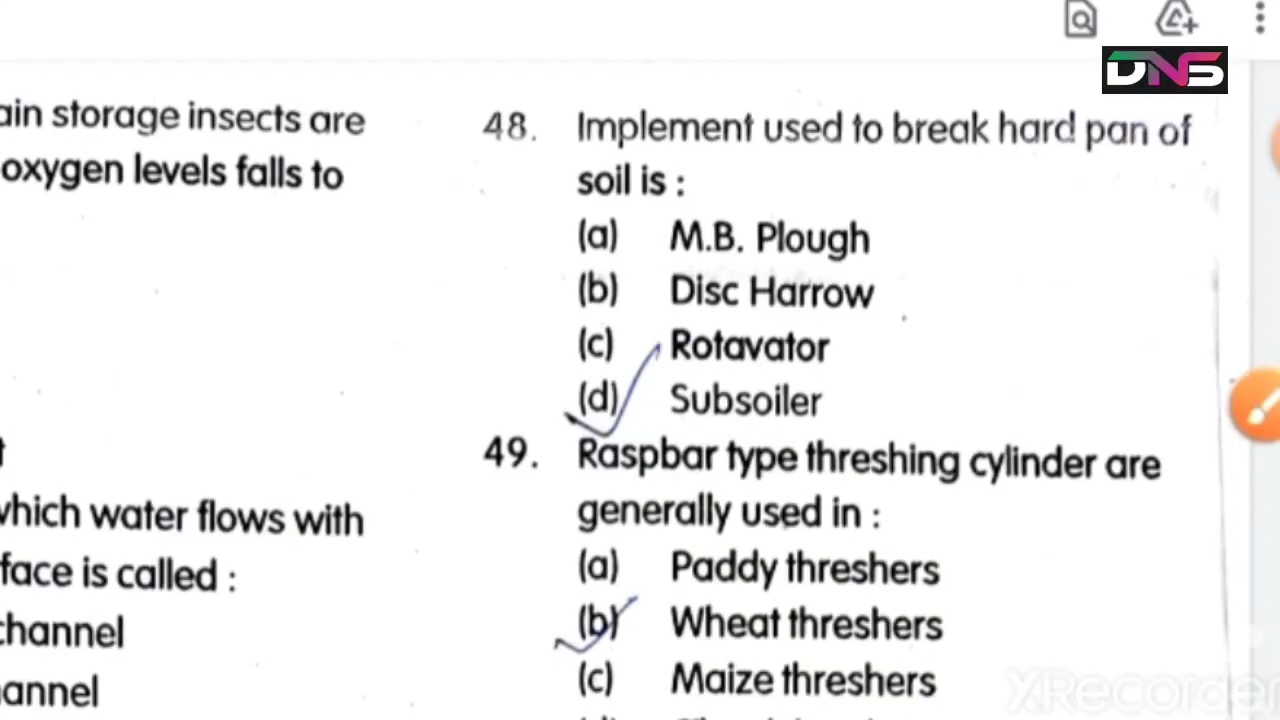 DNS
ain storage insects are
oxygen levels falls to
which water flows with
face is called :
channel
annel
48. Implement used to break hard pan of
soil is :
(a) M.B. Plough
(b) Disc Harrow
(c) Rotavator
(d) Subsoiler
49. Raspbar type threshing cylinder are
generally used in :
(a) Paddy threshers
(b) Wheat threshers
(c) Maize threshers
XRecorder